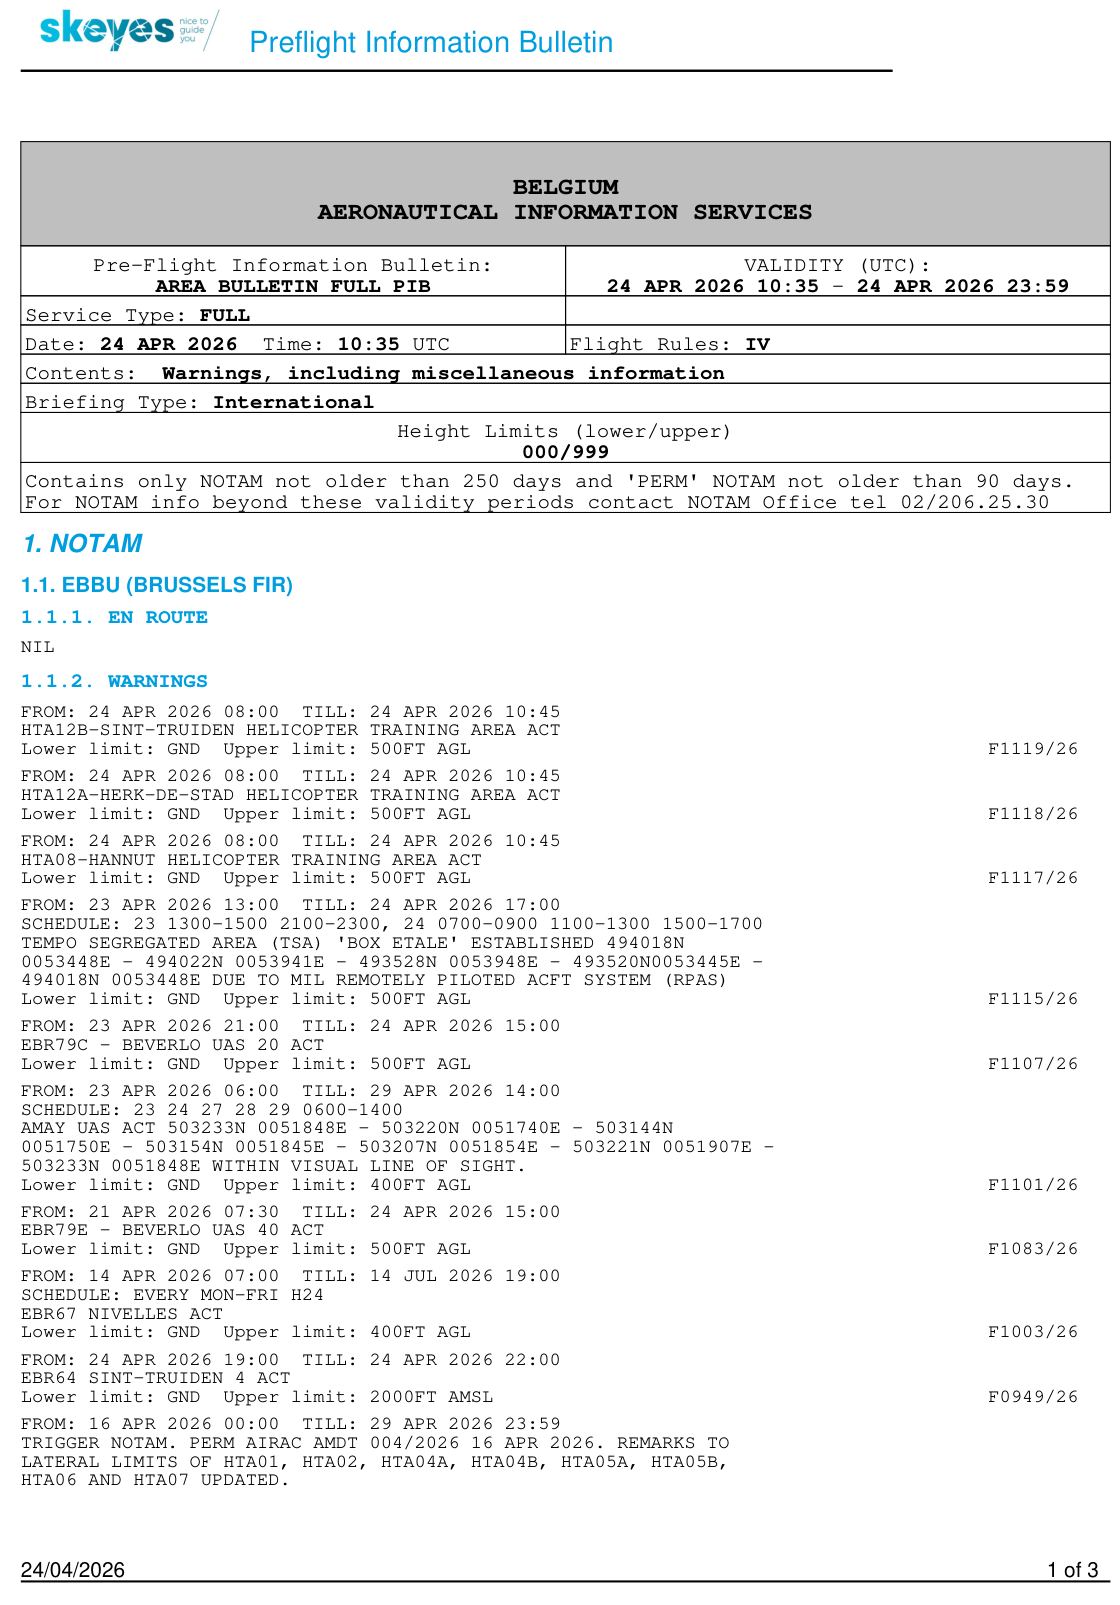 skeyes nice to guide you
Preflight Information Bulletin
BELGIUM
AERONAUTICAL INFORMATION SERVICES
Pre-Flight Information Bulletin:
AREA BULLETIN FULL PIB
VALIDITY (UTC):
24 APR 2026 10:35 - 24 APR 2026 23:59
Service Type: FULL
Date: 24 APR 2026  Time: 10:35 UTC
Flight Rules: IV
Contents:  Warnings, including miscellaneous information
Briefing Type: International
Height Limits (lower/upper)
000/999
Contains only NOTAM not older than 250 days and 'PERM' NOTAM not older than 90 days.
For NOTAM info beyond these validity periods contact NOTAM Office tel 02/206.25.30
1. NOTAM
1.1. EBBU (BRUSSELS FIR)
1.1.1. EN ROUTE
NIL
1.1.2. WARNINGS
FROM: 24 APR 2026 08:00  TILL: 24 APR 2026 10:45
HTA12B-SINT-TRUIDEN HELICOPTER TRAINING AREA ACT
Lower limit: GND  Upper limit: 500FT AGL F1119/26
FROM: 24 APR 2026 08:00  TILL: 24 APR 2026 10:45
HTA12A-HERK-DE-STAD HELICOPTER TRAINING AREA ACT
Lower limit: GND  Upper limit: 500FT AGL F1118/26
FROM: 24 APR 2026 08:00  TILL: 24 APR 2026 10:45
HTA08-HANNUT HELICOPTER TRAINING AREA ACT
Lower limit: GND  Upper limit: 500FT AGL F1117/26
FROM: 23 APR 2026 13:00  TILL: 24 APR 2026 17:00
SCHEDULE: 23 1300-1500 2100-2300, 24 0700-0900 1100-1300 1500-1700
TEMPO SEGREGATED AREA (TSA) 'BOX ETALE' ESTABLISHED 494018N
0053448E - 494022N 0053941E - 493528N 0053948E - 493520N0053445E -
494018N 0053448E DUE TO MIL REMOTELY PILOTED ACFT SYSTEM (RPAS)
Lower limit: GND  Upper limit: 500FT AGL F1115/26
FROM: 23 APR 2026 21:00  TILL: 24 APR 2026 15:00
EBR79C - BEVERLO UAS 20 ACT
Lower limit: GND  Upper limit: 500FT AGL F1107/26
FROM: 23 APR 2026 06:00  TILL: 29 APR 2026 14:00
SCHEDULE: 23 24 27 28 29 0600-1400
AMAY UAS ACT 503233N 0051848E - 503220N 0051740E - 503144N
0051750E - 503154N 0051845E - 503207N 0051854E - 503221N 0051907E -
503233N 0051848E WITHIN VISUAL LINE OF SIGHT.
Lower limit: GND  Upper limit: 400FT AGL F1101/26
FROM: 21 APR 2026 07:30  TILL: 24 APR 2026 15:00
EBR79E - BEVERLO UAS 40 ACT
Lower limit: GND  Upper limit: 500FT AGL F1083/26
FROM: 14 APR 2026 07:00  TILL: 14 JUL 2026 19:00
SCHEDULE: EVERY MON-FRI H24
EBR67 NIVELLES ACT
Lower limit: GND  Upper limit: 400FT AGL F1003/26
FROM: 24 APR 2026 19:00  TILL: 24 APR 2026 22:00
EBR64 SINT-TRUIDEN 4 ACT
Lower limit: GND  Upper limit: 2000FT AMSL F0949/26
FROM: 16 APR 2026 00:00  TILL: 29 APR 2026 23:59
TRIGGER NOTAM. PERM AIRAC AMDT 004/2026 16 APR 2026. REMARKS TO
LATERAL LIMITS OF HTA01, HTA02, HTA04A, HTA04B, HTA05A, HTA05B,
HTA06 AND HTA07 UPDATED.
24/04/2026
1 of 3